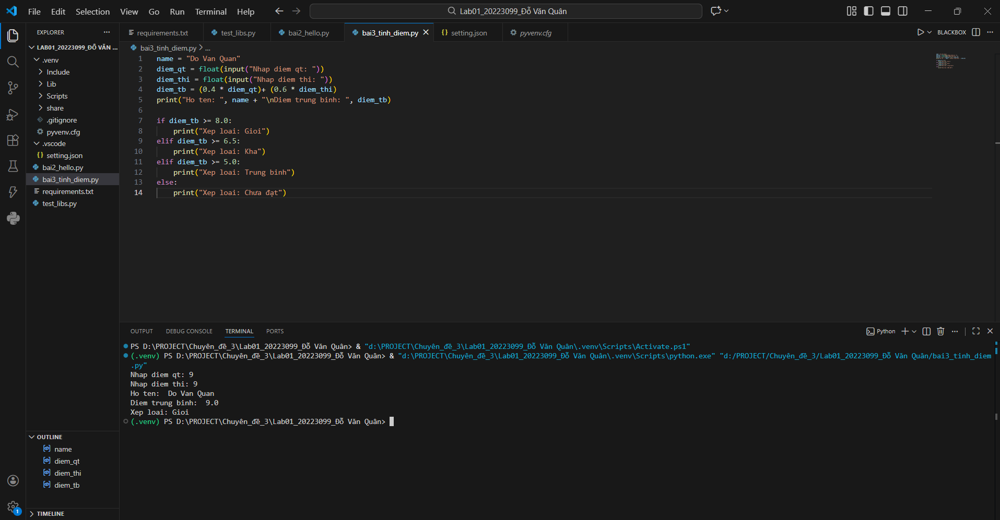 File Edit Selection View Go Run Terminal Help
Lab01_20223099_Đỗ Văn Quân
EXPLORER
LAB01_20223099_ĐỖ VĂN ...
.venv
Include
Lib
Scripts
share
.gitignore
pyvenv.cfg
.vscode
setting.json
bai2_hello.py
bai3_tinh_diem.py
requirements.txt
test_libs.py
OUTLINE
name
diem_qt
diem_thi
diem_tb
TIMELINE
1
requirements.txt test_libs.py bai2_hello.py bai3_tinh_diem.py setting.json pyvenv.cfg
BLACKBOX
bai3_tinh_diem.py > ...
1 name = "Do Van Quan"
2 diem_qt = float(input("Nhap diem qt: "))
3 diem_thi = float(input("Nhap diem thi: "))
4 diem_tb = (0.4 * diem_qt)+ (0.6 * diem_thi)
5 print("Ho ten: ", name + "\nDiem trung binh: ", diem_tb)
6
7 if diem_tb >= 8.0:
8 print("Xep loai: Gioi")
9 elif diem_tb >= 6.5:
10 print("Xep loai: Kha")
11 elif diem_tb >= 5.0:
12 print("Xep loai: Trung binh")
13 else:
14 print("Xep loai: Chưa đạt")
OUTPUT DEBUG CONSOLE TERMINAL PORTS
Python
PS D:\PROJECT\Chuyên_đề_3\Lab01_20223099_Đỗ Văn Quân> & "d:\PROJECT\Chuyên_đề_3\Lab01_20223099_Đỗ Văn Quân\.venv\Scripts\Activate.ps1"
(.venv) PS D:\PROJECT\Chuyên_đề_3\Lab01_20223099_Đỗ Văn Quân> & "d:\PROJECT\Chuyên_đề_3\Lab01_20223099_Đỗ Văn Quân\.venv\Scripts\python.exe" "d:/PROJECT/Chuyên_đề_3/Lab01_20223099_Đỗ Văn Quân/bai3_tinh_diem
.py"
Nhap diem qt: 9
Nhap diem thi: 9
Ho ten:  Do Van Quan
Diem trung binh:  9.0
Xep loai: Gioi
(.venv) PS D:\PROJECT\Chuyên_đề_3\Lab01_20223099_Đỗ Văn Quân>